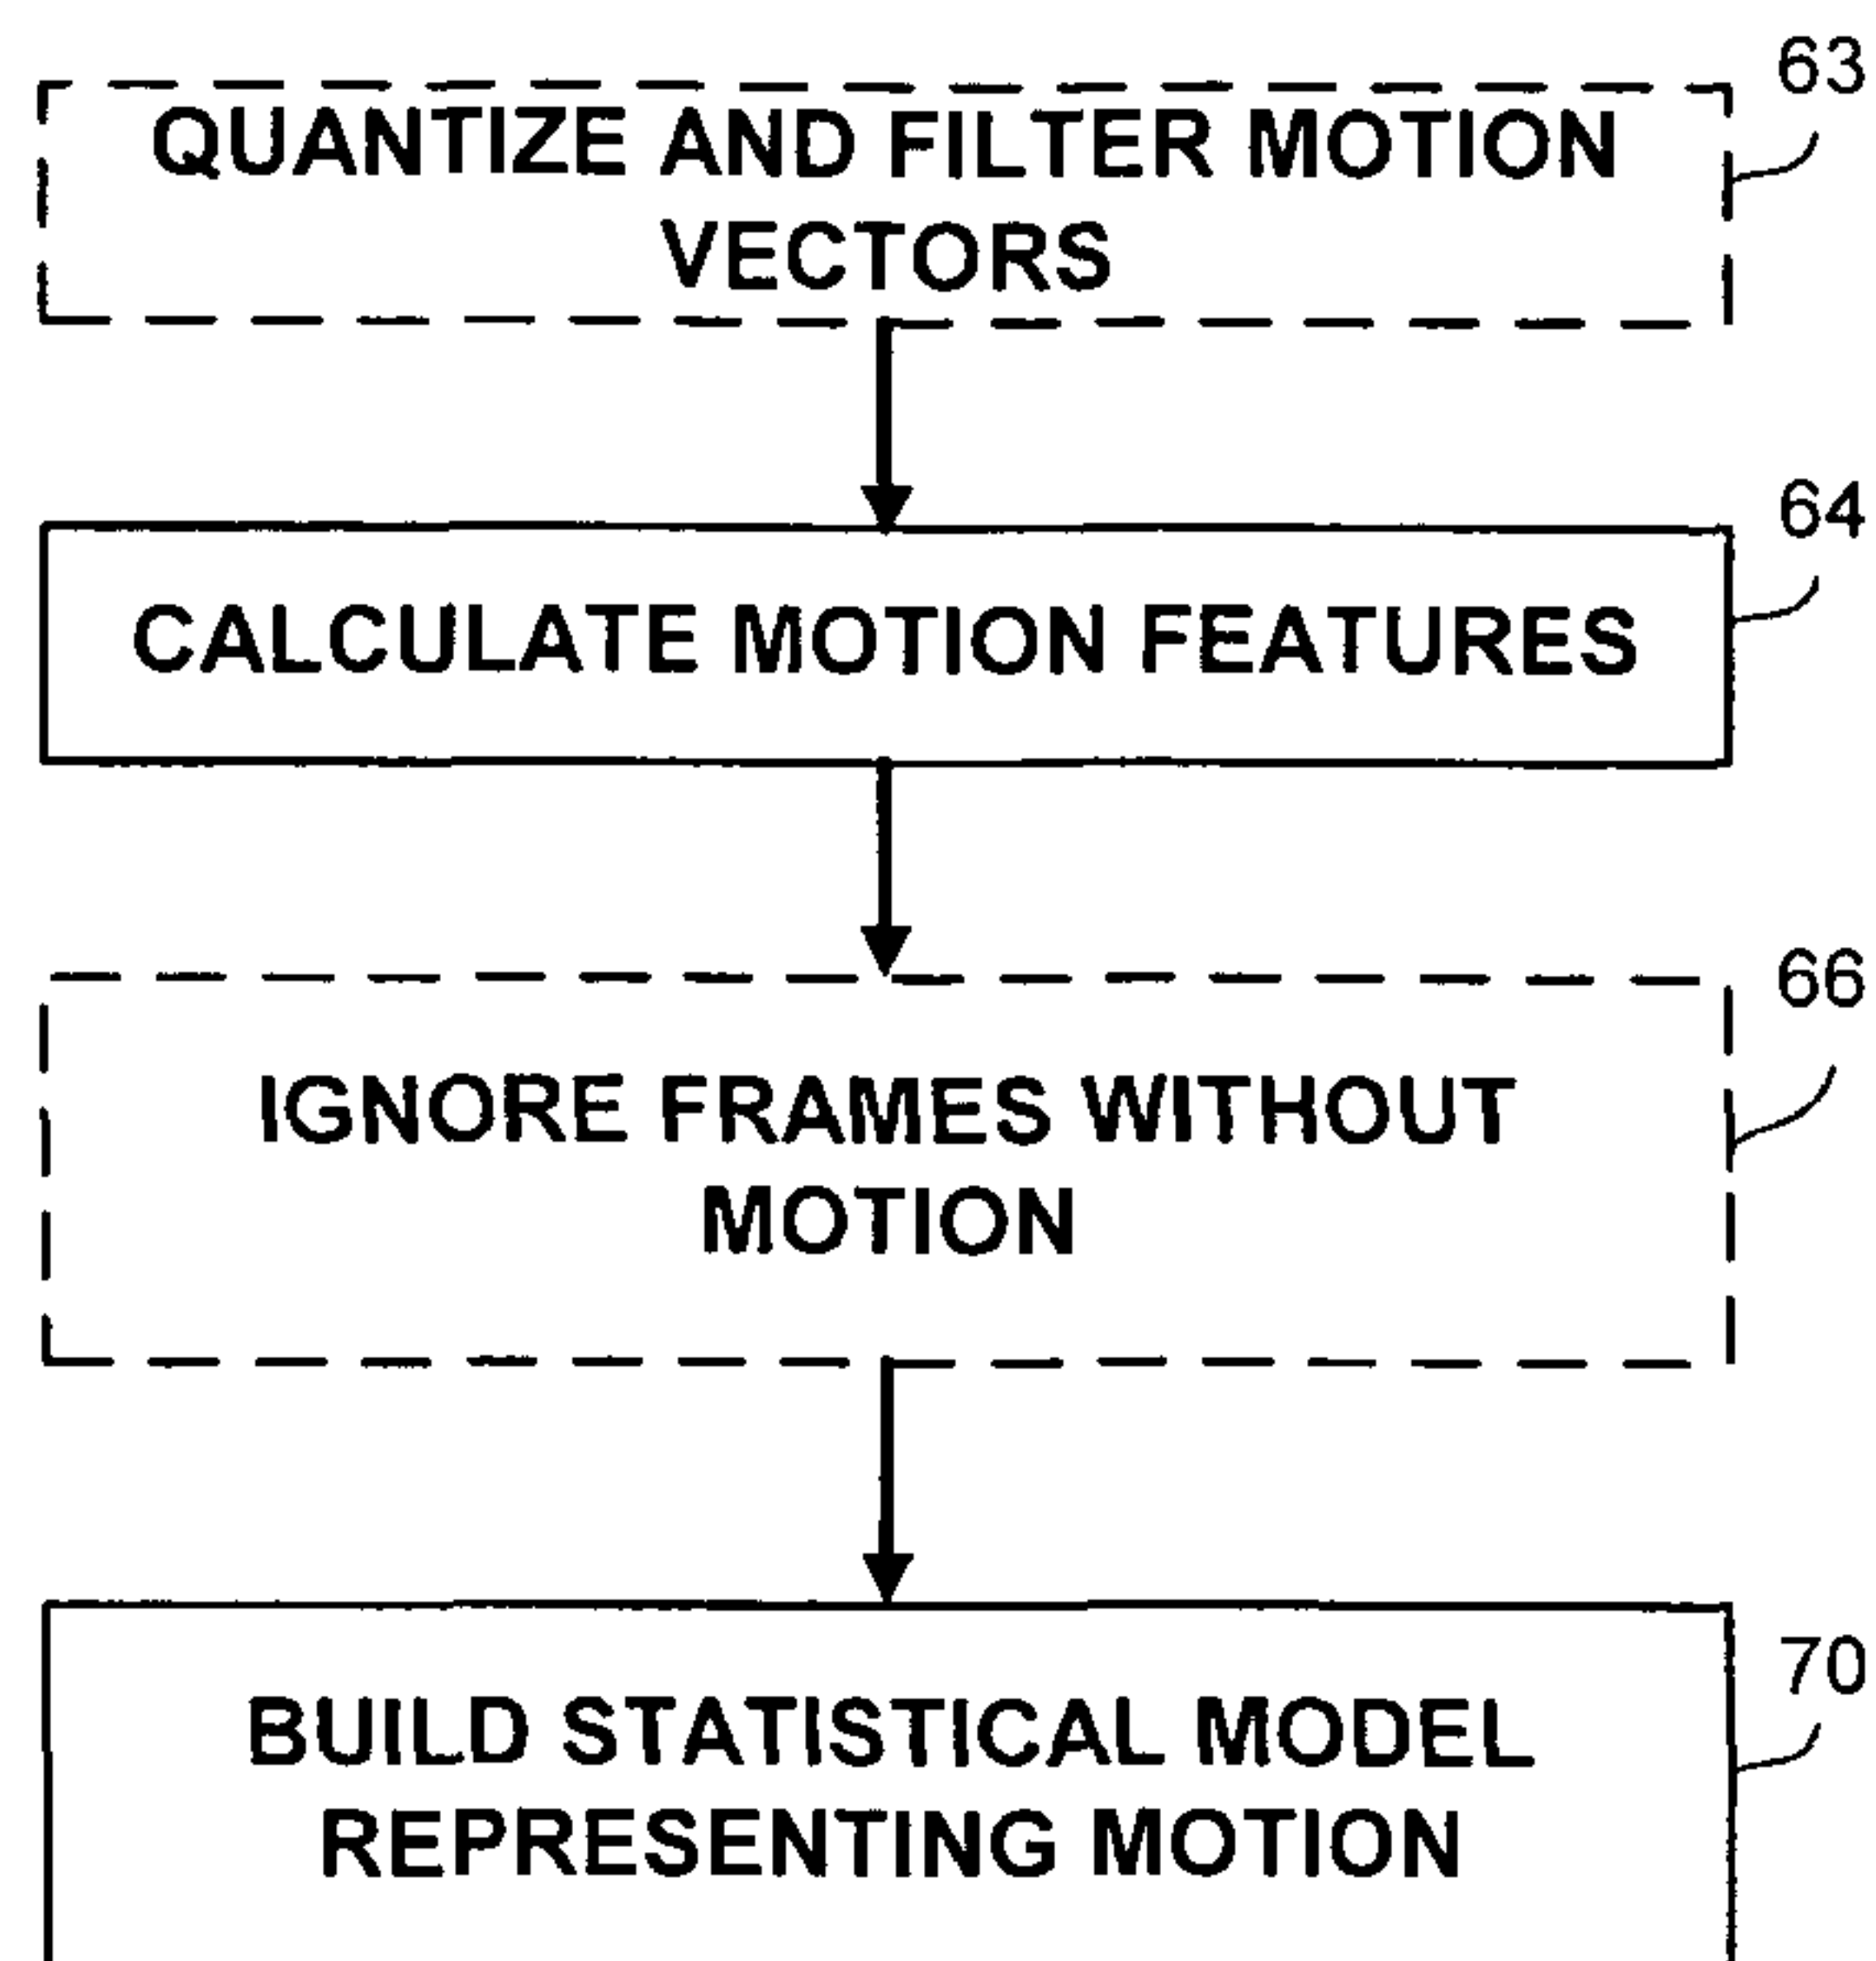 63
QUANTIZE AND FILTER MOTION
VECTORS
64
CALCULATE MOTION FEATURES
66
IGNORE FRAMES WITHOUT
MOTION
70
BUILD STATISTICAL MODEL
REPRESENTING MOTION